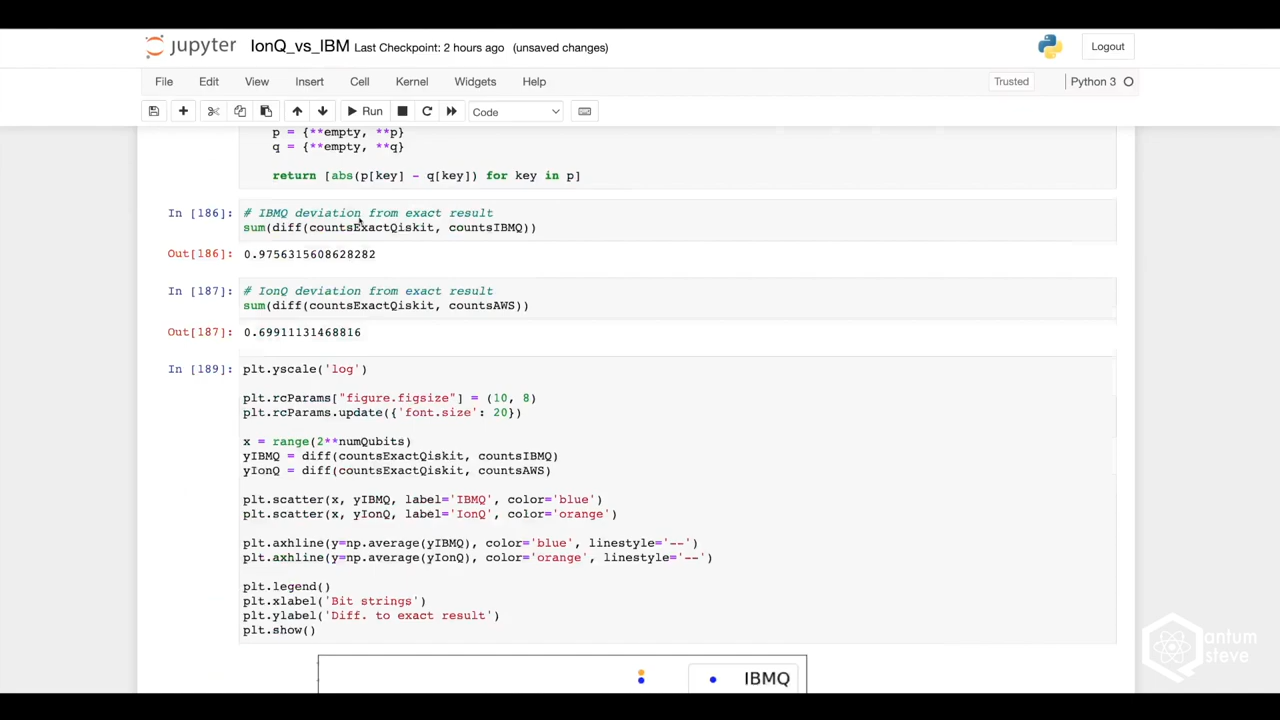 jupyter IonQ_vs_IBM Last Checkpoint: 2 hours ago (unsaved changes) Logout
File Edit View Insert Cell Kernel Widgets Help Trusted Python 3
Run Code
p = {**empty, **p}
q = {**empty, **q}
return [abs(p[key] - q[key]) for key in p]
In [186]: # IBMQ deviation from exact result
sum(diff(countsExactQiskit, countsIBMQ))
Out[186]: 0.9756315608628282
In [187]: # IonQ deviation from exact result
sum(diff(countsExactQiskit, countsAWS))
Out[187]: 0.69911131468816
In [189]: plt.yscale('log')
plt.rcParams["figure.figsize"] = (10, 8)
plt.rcParams.update({'font.size': 20})
x = range(2**numQubits)
yIBMQ = diff(countsExactQiskit, countsIBMQ)
yIonQ = diff(countsExactQiskit, countsAWS)
plt.scatter(x, yIBMQ, label='IBMQ', color='blue')
plt.scatter(x, yIonQ, label='IonQ', color='orange')
plt.axhline(y=np.average(yIBMQ), color='blue', linestyle='--')
plt.axhline(y=np.average(yIonQ), color='orange', linestyle='--')
plt.legend()
plt.xlabel('Bit strings')
plt.ylabel('Diff. to exact result')
plt.show()
IBMQ
antum
steve